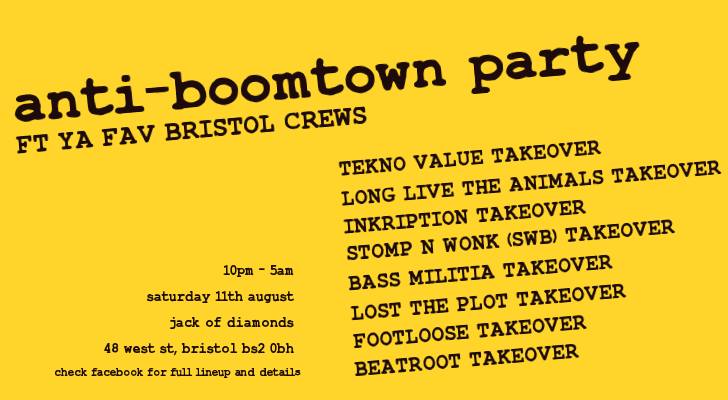 anti-boomtown party
FT YA FAV BRISTOL CREWS
TEKNO VALUE TAKEOVER
LONG LIVE THE ANIMALS TAKEOVER
INKRIPTION TAKEOVER
STOMP N WONK (SWB) TAKEOVER
BASS MILITIA TAKEOVER
LOST THE PLOT TAKEOVER
FOOTLOOSE TAKEOVER
BEATROOT TAKEOVER
10pm - 5am
saturday 11th august
jack of diamonds
48 west st, bristol bs2 0bh
check facebook for full lineup and details